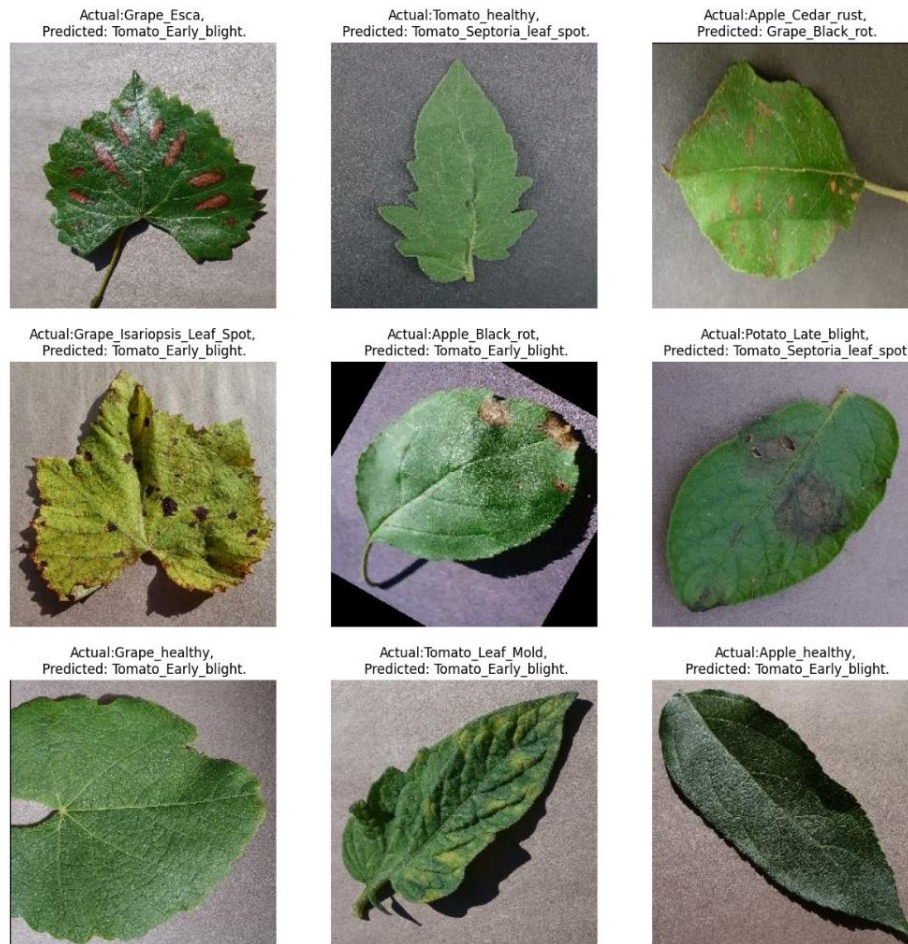 Actual:Grape_Esca,
Predicted: Tomato_Early_blight.
Actual:Tomato_healthy,
Predicted: Tomato_Septoria_leaf_spot.
Actual:Apple_Cedar_rust,
Predicted: Grape_Black_rot.
Actual:Grape_Isariopsis_Leaf_Spot,
Predicted: Tomato_Early_blight.
Actual:Apple_Black_rot,
Predicted: Tomato_Early_blight.
Actual:Potato_Late_blight,
Predicted: Tomato_Septoria_leaf_spot
Actual:Grape_healthy,
Predicted: Tomato_Early_blight.
Actual:Tomato_Leaf_Mold,
Predicted: Tomato_Early_blight.
Actual:Apple_healthy,
Predicted: Tomato_Early_blight.